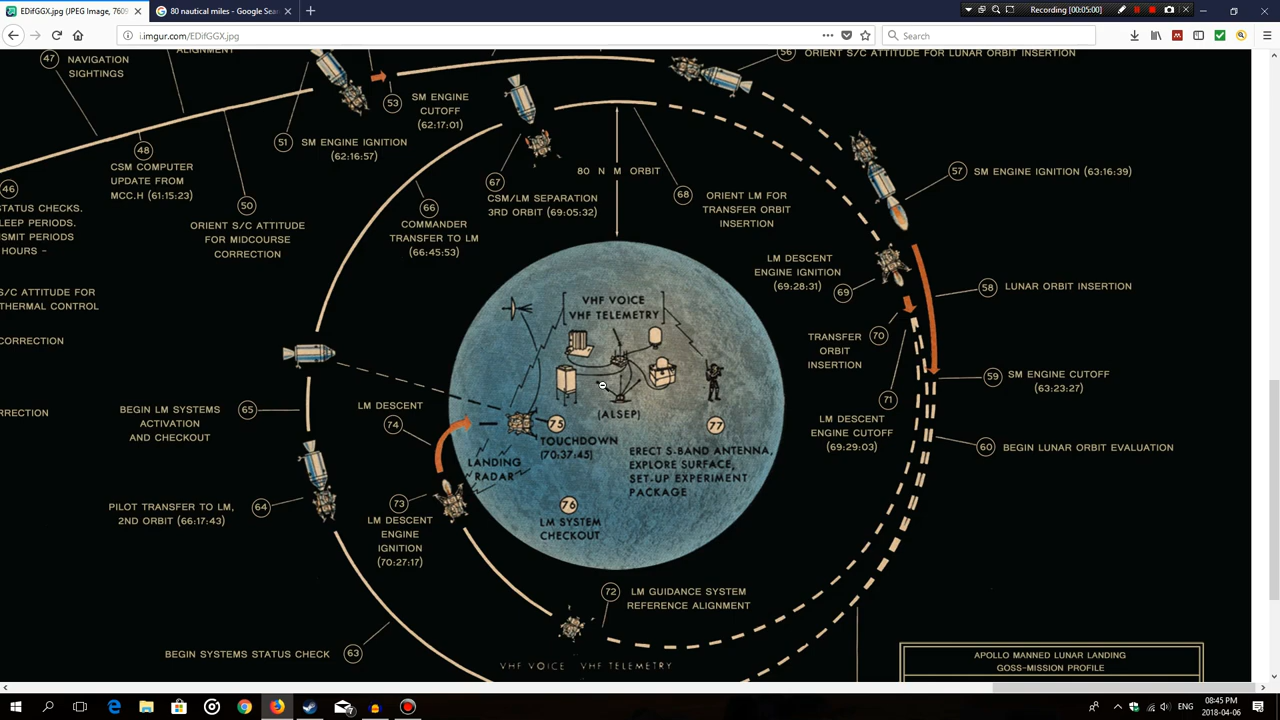 EDifGGX.jpg (JPEG Image, 7609
80 nautical miles - Google Sear
Recording [00:05:00]
i.imgur.com/EDifGGX.jpg
Search
47
NAVIGATION
SIGHTINGS
ALIGNMENT
48
CSM COMPUTER
UPDATE FROM
MCC.H (61:15:23)
46
STATUS CHECKS.
SLEEP PERIODS.
HOURS -
50
ORIENT S/C ATTITUDE
FOR MIDCOURSE
CORRECTION
51
SM ENGINE IGNITION
(62:16:57)
53
SM ENGINE
CUTOFF
(62:17:01)
56
ORIENT S/C ATTITUDE FOR LUNAR ORBIT INSERTION
57
SM ENGINE IGNITION (63:16:39)
58
LUNAR ORBIT INSERTION
59
SM ENGINE CUTOFF
(63:23:27)
60
BEGIN LUNAR ORBIT EVALUATION
67
CSM/LM SEPARATION
3RD ORBIT (69:05:32)
80 N M ORBIT
68
ORIENT LM FOR
TRANSFER ORBIT
INSERTION
66
COMMANDER
TRANSFER TO LM
(66:45:53)
LM DESCENT
ENGINE IGNITION
(69:28:31)
69
70
TRANSFER
ORBIT
INSERTION
71
LM DESCENT
ENGINE CUTOFF
(69:29:03)
S/C ATTITUDE FOR
THERMAL CONTROL
CORRECTION
CORRECTION
BEGIN LM SYSTEMS
ACTIVATION
AND CHECKOUT
65
PILOT TRANSFER TO LM,
2ND ORBIT (66:17:43)
64
BEGIN SYSTEMS STATUS CHECK
63
VHF VOICE
VHF TELEMETRY
(ALSEP)
LM DESCENT
74
75
TOUCHDOWN
(70:37:45)
LANDING
RADAR
76
LM SYSTEM
CHECKOUT
77
ERECT S-BAND ANTENNA,
EXPLORE SURFACE,
SET-UP EXPERIMENT
PACKAGE
73
LM DESCENT
ENGINE
IGNITION
(70:27:17)
72
LM GUIDANCE SYSTEM
REFERENCE ALIGNMENT
VHF VOICE VHF TELEMETRY
APOLLO MANNED LUNAR LANDING
GOSS-MISSION PROFILE
ENG
08:45 PM
2018-04-06